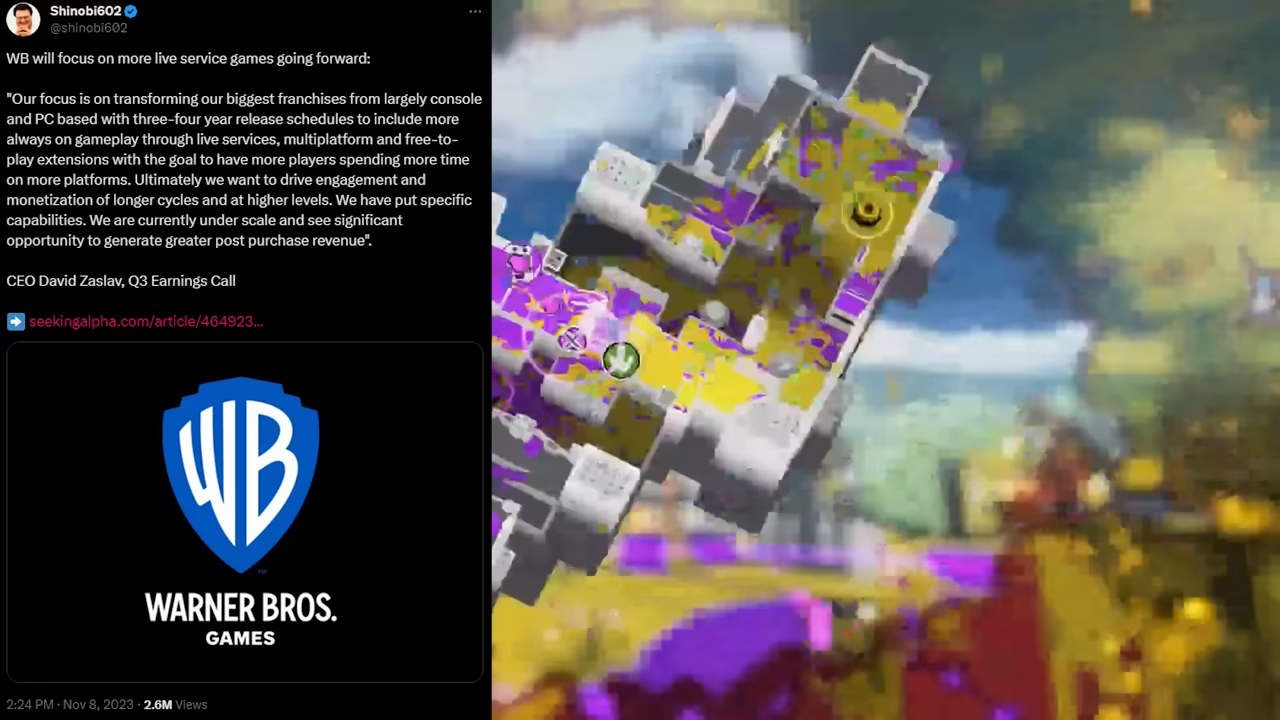 Shinobi602
@shinobi602
WB will focus on more live service games going forward:
"Our focus is on transforming our biggest franchises from largely console
and PC based with three-four year release schedules to include more
always on gameplay through live services, multiplatform and free-to-
play extensions with the goal to have more players spending more time
on more platforms. Ultimately we want to drive engagement and
monetization of longer cycles and at higher levels. We have put specific
capabilities. We are currently under scale and see significant
opportunity to generate greater post purchase revenue".
CEO David Zaslav, Q3 Earnings Call
seekingalpha.com/article/464923...
WB
TM
WARNER BROS.
GAMES
2:24 PM · Nov 8, 2023 · 2.6M Views